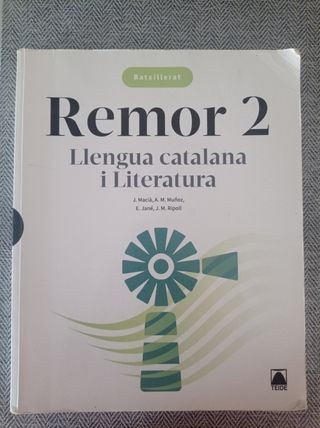 Batxillerat
Remor 2
Llengua catalana
i Literatura
J. Macià, A. M. Muñoz,
E. Jané, J. M. Ripoll
TEIDE